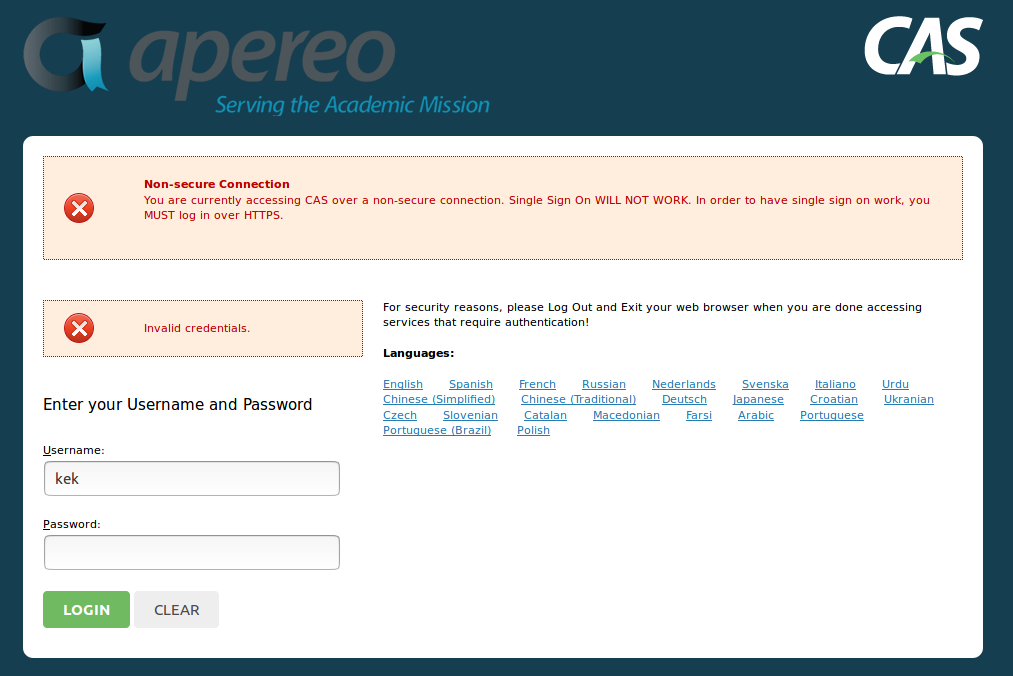 apereo
Serving the Academic Mission
CAS
Non-secure Connection
You are currently accessing CAS over a non-secure connection. Single Sign On WILL NOT WORK. In order to have single sign on work, you
MUST log in over HTTPS.
Invalid credentials.
Enter your Username and Password
Username:
kek
Password:
LOGIN CLEAR
For security reasons, please Log Out and Exit your web browser when you are done accessing
services that require authentication!
Languages:
English Spanish French Russian Nederlands Svenska Italiano Urdu
Chinese (Simplified) Chinese (Traditional) Deutsch Japanese Croatian Ukranian
Czech Slovenian Catalan Macedonian Farsi Arabic Portuguese
Portuguese (Brazil) Polish